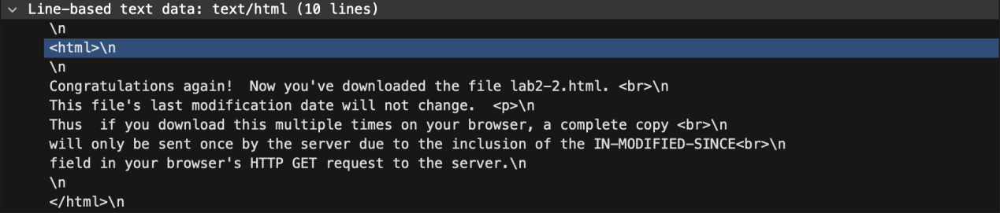 Line-based text data: text/html (10 lines)
\n
<html>\n
\n
Congratulations again!  Now you've downloaded the file lab2-2.html. <br>\n
This file's last modification date will not change.  <p>\n
Thus  if you download this multiple times on your browser, a complete copy <br>\n
will only be sent once by the server due to the inclusion of the IN-MODIFIED-SINCE<br>\n
field in your browser's HTTP GET request to the server.\n
\n
</html>\n